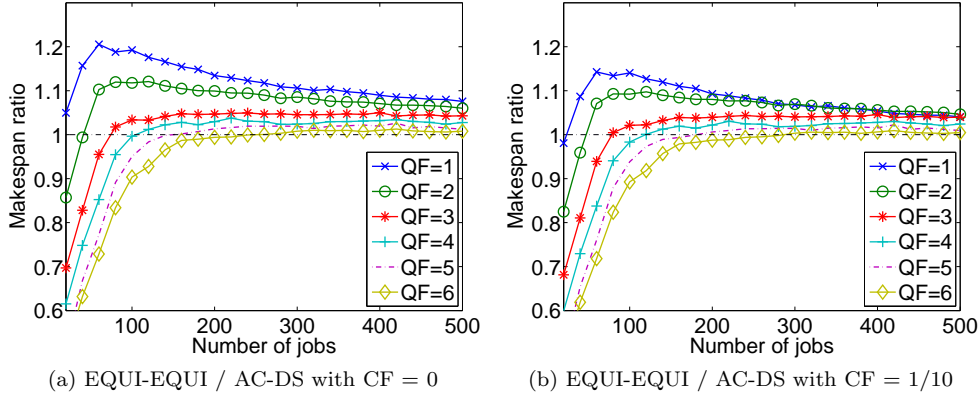 1.2
1.1
1
0.9
0.8
0.7
0.6
Makespan ratio
QF=1
QF=2
QF=3
QF=4
QF=5
QF=6
100 200 300 400 500
Number of jobs
(a) EQUI-EQUI / AC-DS with CF = 0
1.2
1.1
1
0.9
0.8
0.7
0.6
Makespan ratio
QF=1
QF=2
QF=3
QF=4
QF=5
QF=6
100 200 300 400 500
Number of jobs
(b) EQUI-EQUI / AC-DS with CF = 1/10